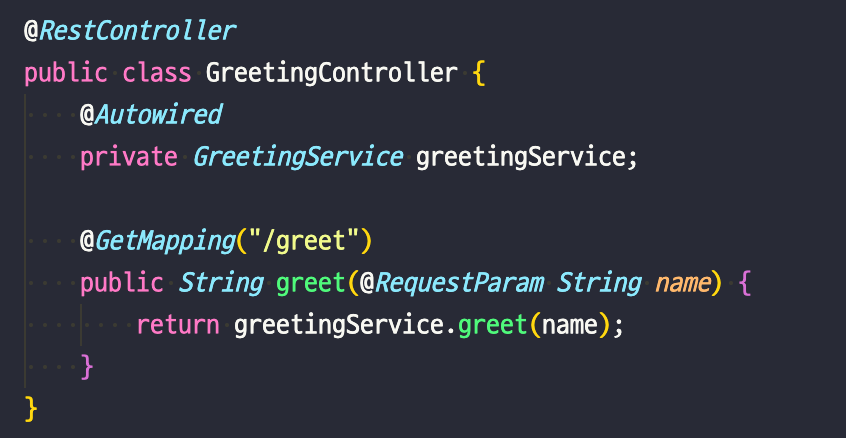 @RestController
public class GreetingController {
    @Autowired
    private GreetingService greetingService;

    @GetMapping("/greet")
    public String greet(@RequestParam String name) {
        return greetingService.greet(name);
    }
}